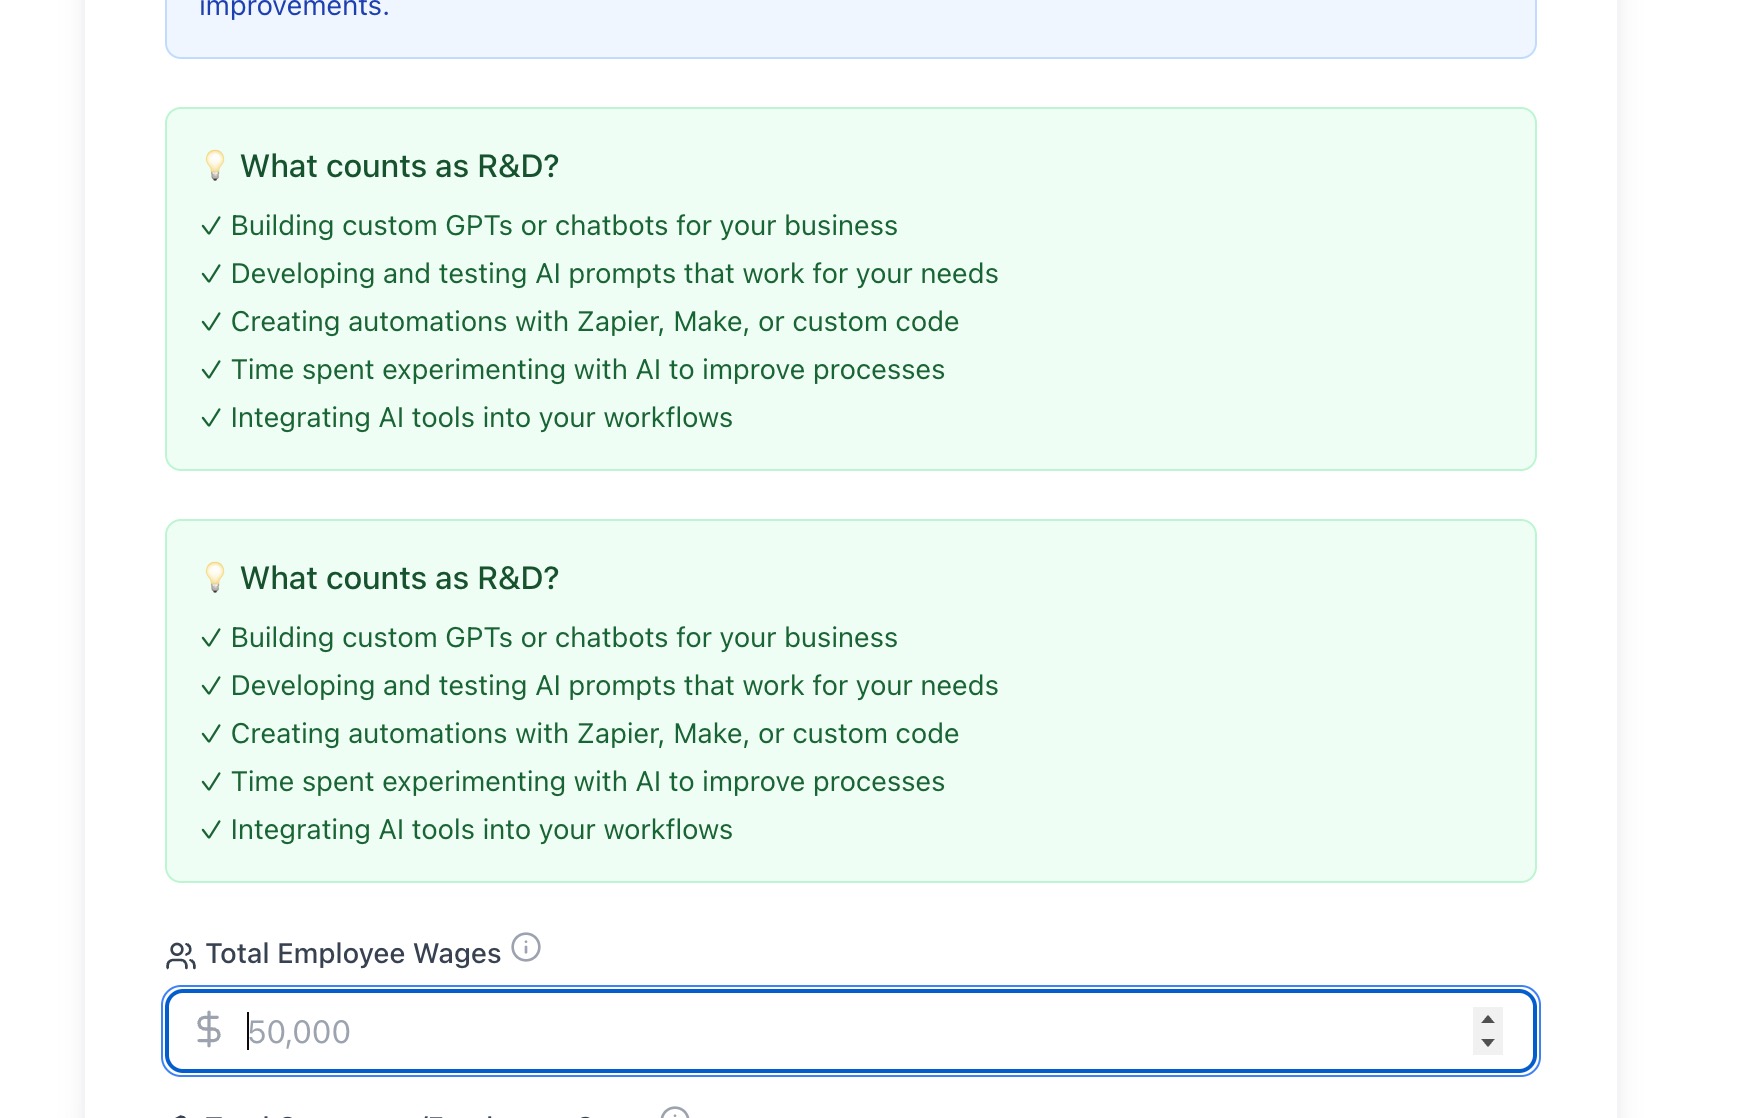 improvements.
💡 What counts as R&D?
✓ Building custom GPTs or chatbots for your business
✓ Developing and testing AI prompts that work for your needs
✓ Creating automations with Zapier, Make, or custom code
✓ Time spent experimenting with AI to improve processes
✓ Integrating AI tools into your workflows
💡 What counts as R&D?
✓ Building custom GPTs or chatbots for your business
✓ Developing and testing AI prompts that work for your needs
✓ Creating automations with Zapier, Make, or custom code
✓ Time spent experimenting with AI to improve processes
✓ Integrating AI tools into your workflows
Total Employee Wages
$ 50,000